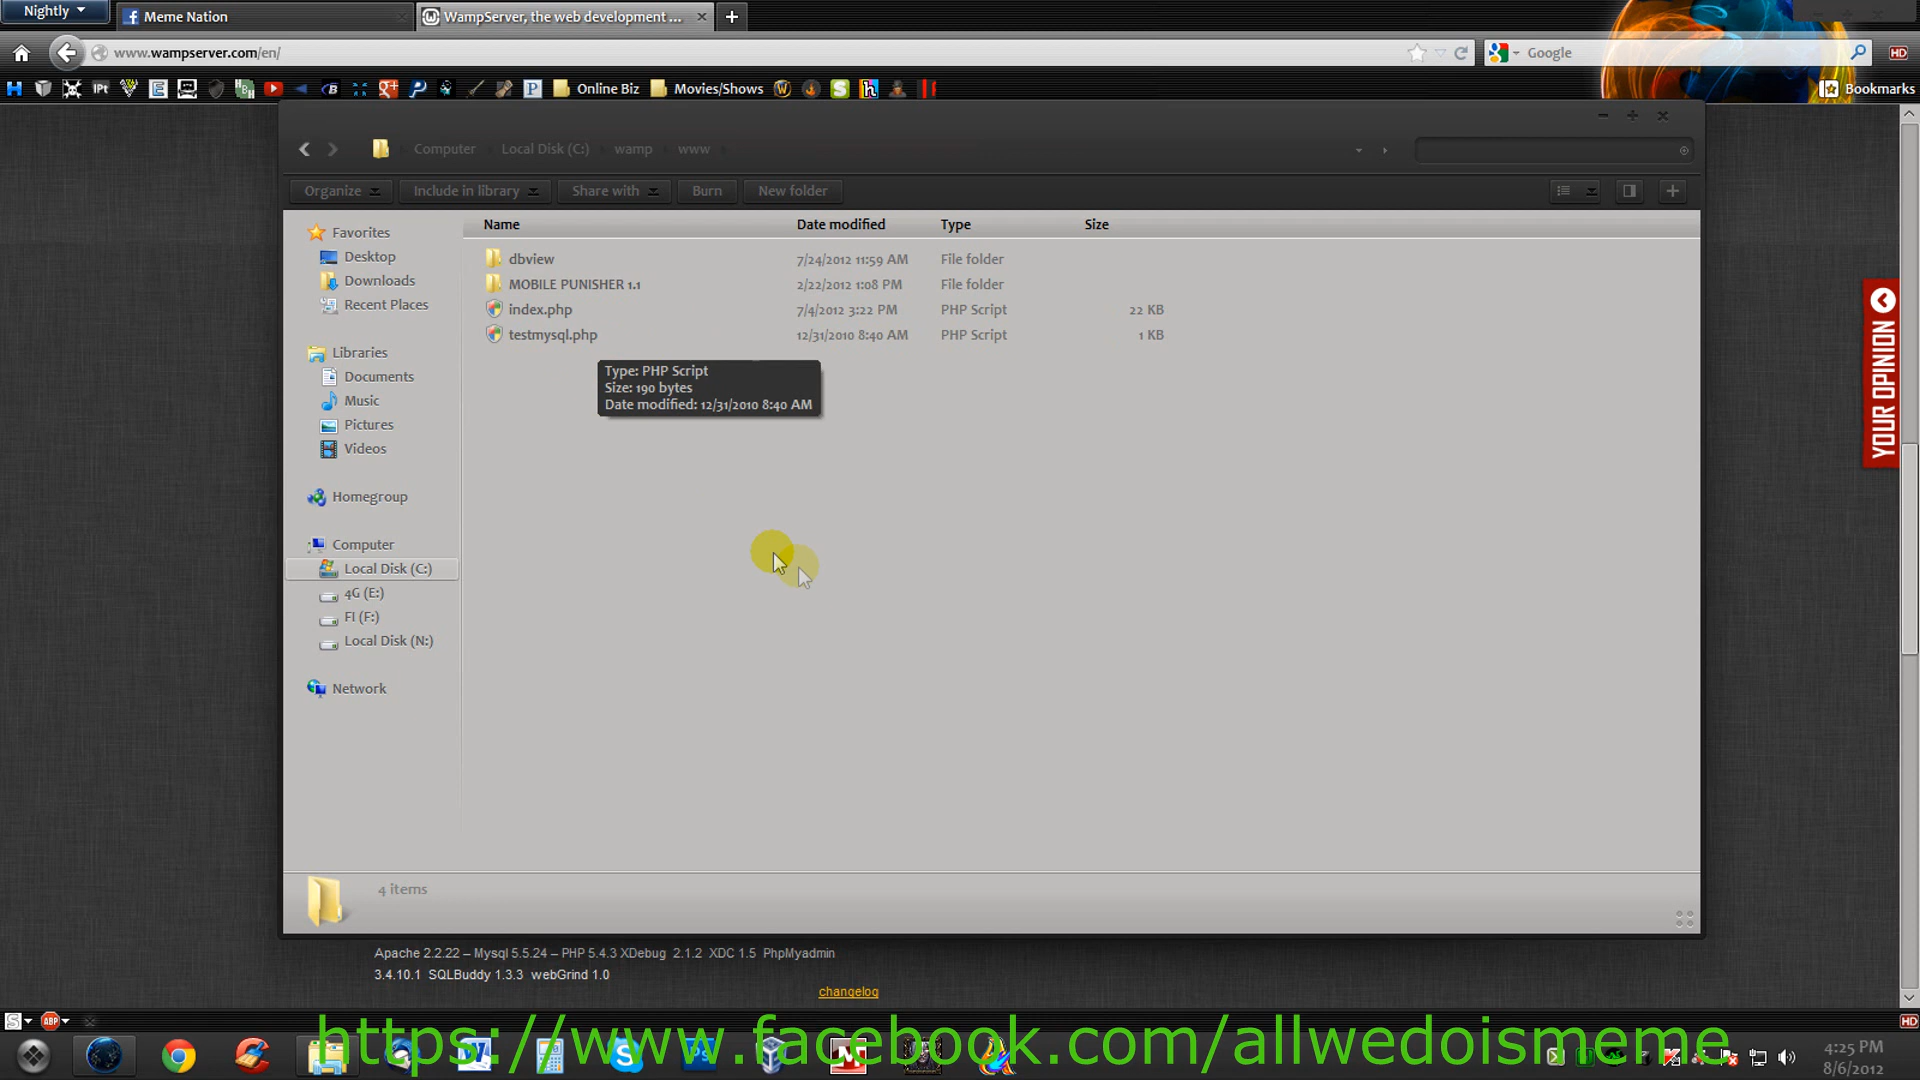 Nightly
Meme Nation
WampServer, the web development ...
www.wampserver.com/en/
Google
HD
IPt
Online Biz
Movies/Shows
Bookmarks
Computer
Local Disk (C:)
wamp
www
Organize
Include in library
Share with
Burn
New folder
Name
Date modified
Type
Size
dbview
7/24/2012 11:59 AM
File folder
MOBILE PUNISHER 1.1
2/22/2012 1:08 PM
File folder
index.php
7/4/2012 3:22 PM
PHP Script
22 KB
testmysql.php
12/31/2010 8:40 AM
PHP Script
1 KB
Type: PHP Script
Size: 190 bytes
Date modified: 12/31/2010 8:40 AM
Favorites
Desktop
Downloads
Recent Places
Libraries
Documents
Music
Pictures
Videos
Homegroup
Computer
Local Disk (C:)
4G (E:)
FI (F:)
Local Disk (N:)
Network
4 items
YOUR OPINION
Apache 2.2.22 – Mysql 5.5.24 – PHP 5.4.3 XDebug 2.1.2 XDC 1.5 PhpMyadmin
3.4.10.1 SQLBuddy 1.3.3 webGrind 1.0
changelog
ABP
HD
https://www.facebook.com/allwedoismeme
4:25 PM
8/6/2012